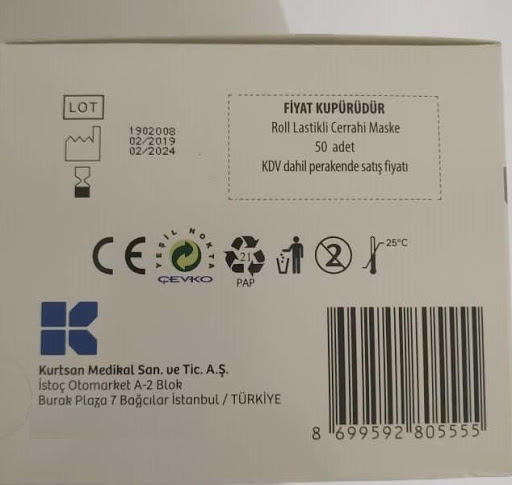 LOT
1902008
02/2019
02/2024
FİYAT KUPÜRÜDÜR
Roll Lastikli Cerrahi Maske
50 adet
KDV dahil perakende satış fiyatı
CE
YEŞİL NOKTA
ÇEVKO
21
PAP
2
25°C
K
Kurtsan Medikal San. ve Tic. A.Ş.
İstoç Otomarket A-2 Blok
Burak Plaza 7 Bağcılar İstanbul / TÜRKİYE
8 699592 805555